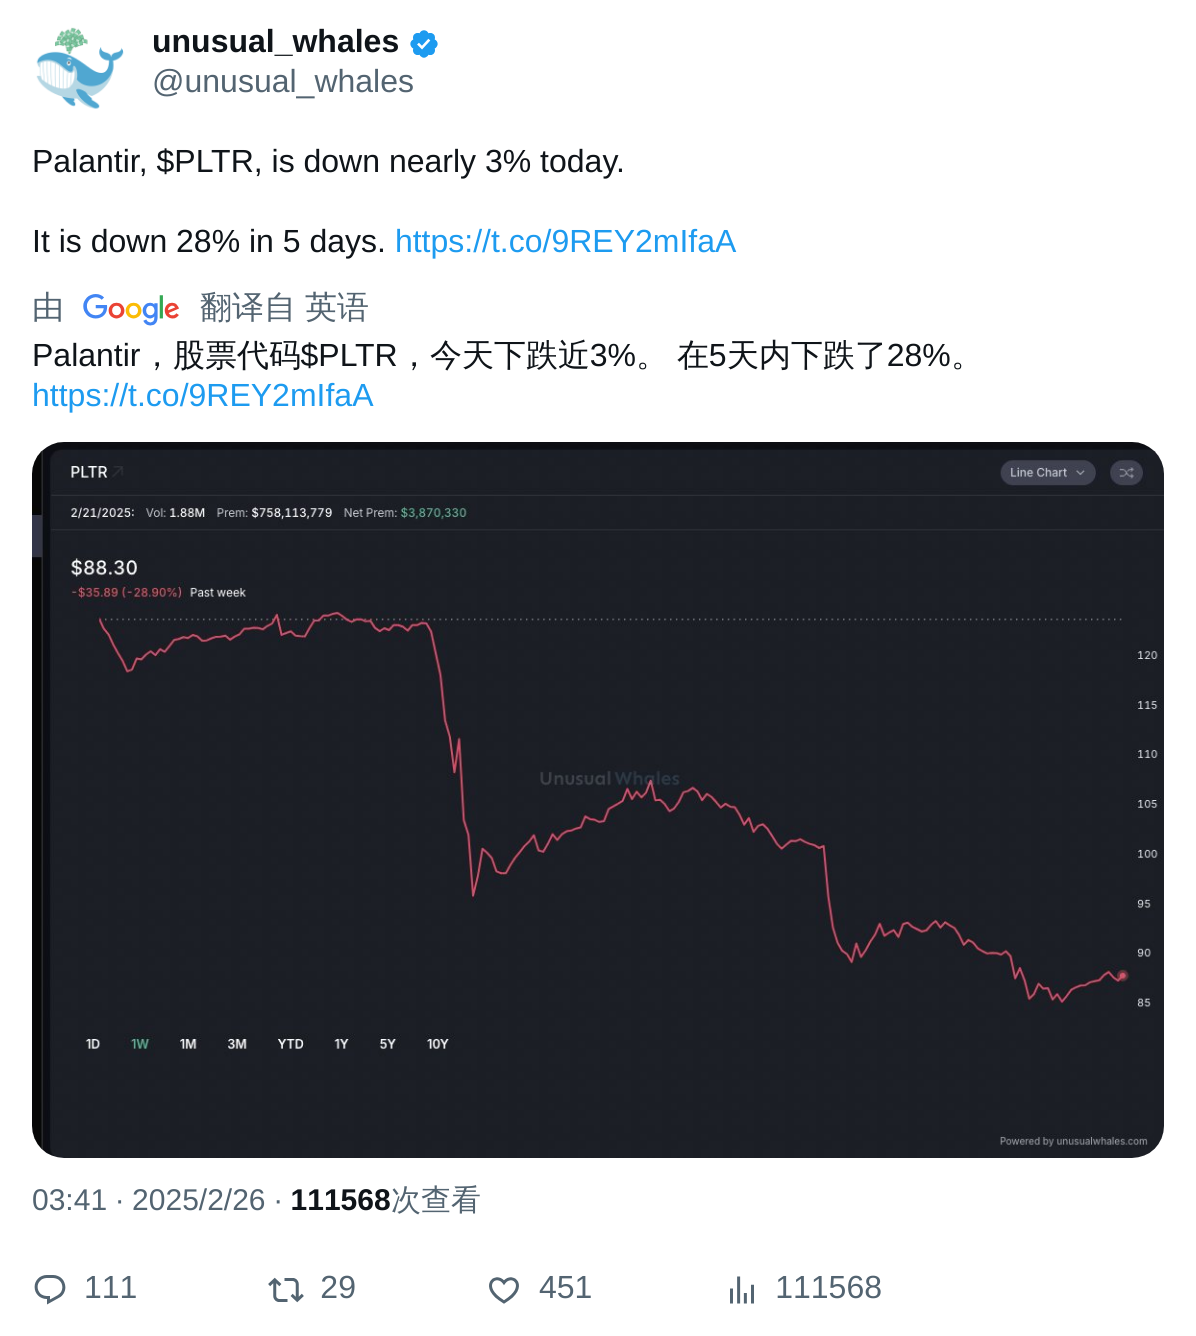 unusual_whales
@unusual_whales
Palantir, $PLTR, is down nearly 3% today.
It is down 28% in 5 days. https://t.co/9REY2mIfaA
由 Google 翻译自 英语
Palantir，股票代码$PLTR，今天下跌近3%。 在5天内下跌了28%。
https://t.co/9REY2mIfaA
PLTR
Line Chart
2/21/2025: Vol: 1.88M Prem: $758,113,779 Net Prem: $3,870,330
$88.30
-$35.89 (-28.90%) Past week
120
115
110
Unusual Whales
105
100
95
90
85
1D 1W 1M 3M YTD 1Y 5Y 10Y
Powered by unusualwhales.com
03:41 · 2025/2/26 · 111568次查看
111 29 451 111568